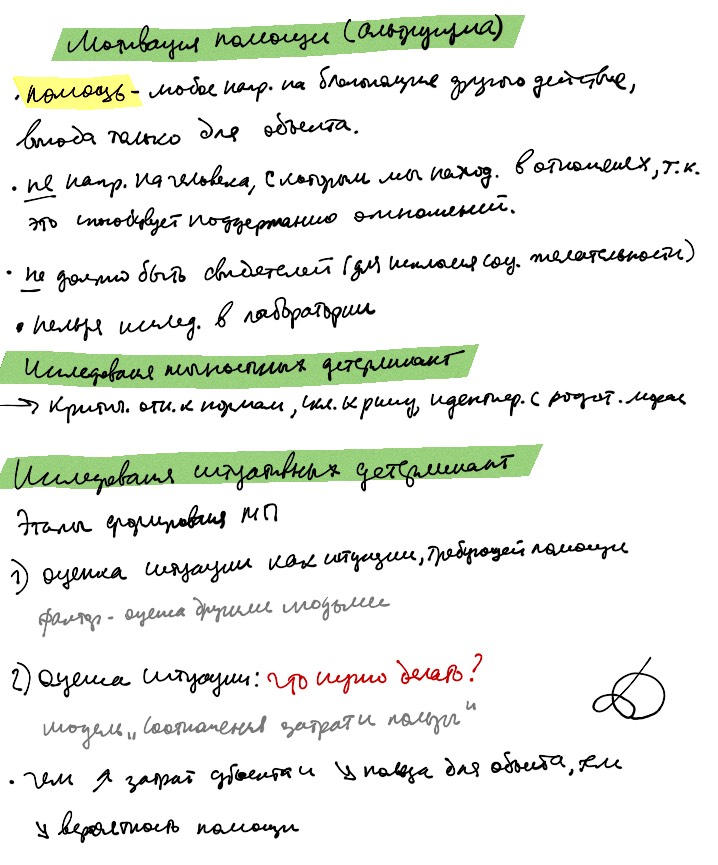 Мотивация помощи (альтруизма)
• помощь - любое напр. на благополучие другого действие,
выгода только для объекта.
• не напр. на человека, с которым мы наход. в отношениях, т.к.
это способствует поддержанию отношений.
• не должно быть свидетелей (для исключения соц. желательности)
• нельзя исслед. в лаборатории
Исследования личностных детерминант
→ критич. отн. к нормам, скл. к риску, идентиф. с родит. морал
Исследования ситуативных детерминант
Этапы формирования МП
1) оценка ситуации как ситуации, требующей помощи
фактор - оценка другими людьми
2) Оценка ситуации: что нужно делать?
модель „соотношения затрат и пользы"
• чем ↗ затрат субъекта и ↘ польза для объекта, тем
↘ вероятность помощи